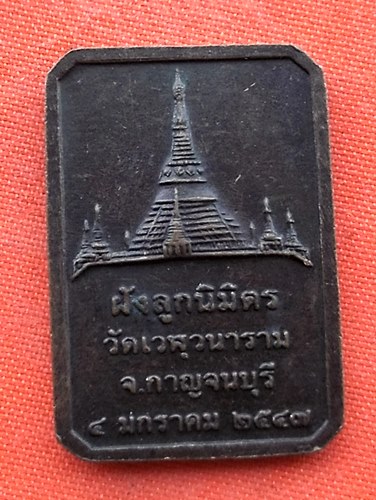 ฝังลูกนิมิตร
วัดเวฬุวนาราม
จ.กาญจนบุรี
๔ มกราคม ๒๕๔๗